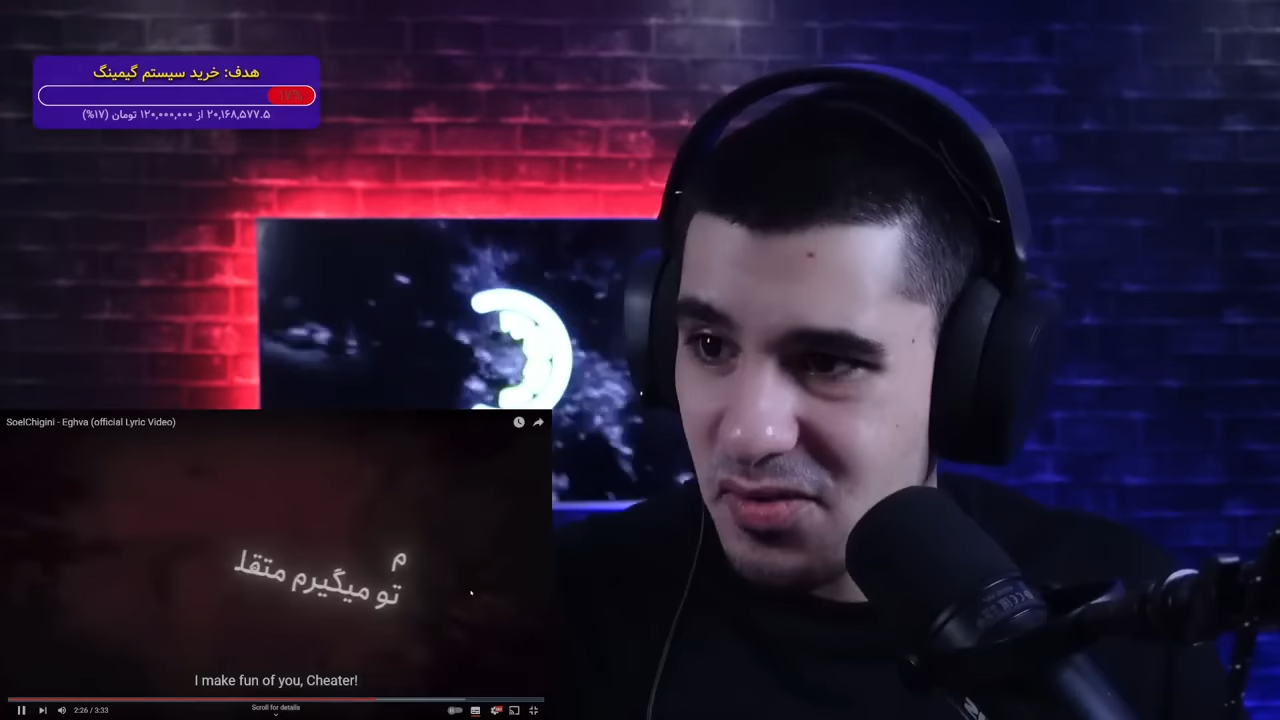 هدف: خرید سیستم گیمینگ
۱۷%
۲۰,۱۶۸,۵۷۷.۵ از ۱۲۰,۰۰۰,۰۰۰ تومان (۱۷%)
SoelChigini - Eghva (official Lyric Video)
م
تو میگیرم متقل
I make fun of you, Cheater!
2:26 / 3:33
Scroll for details